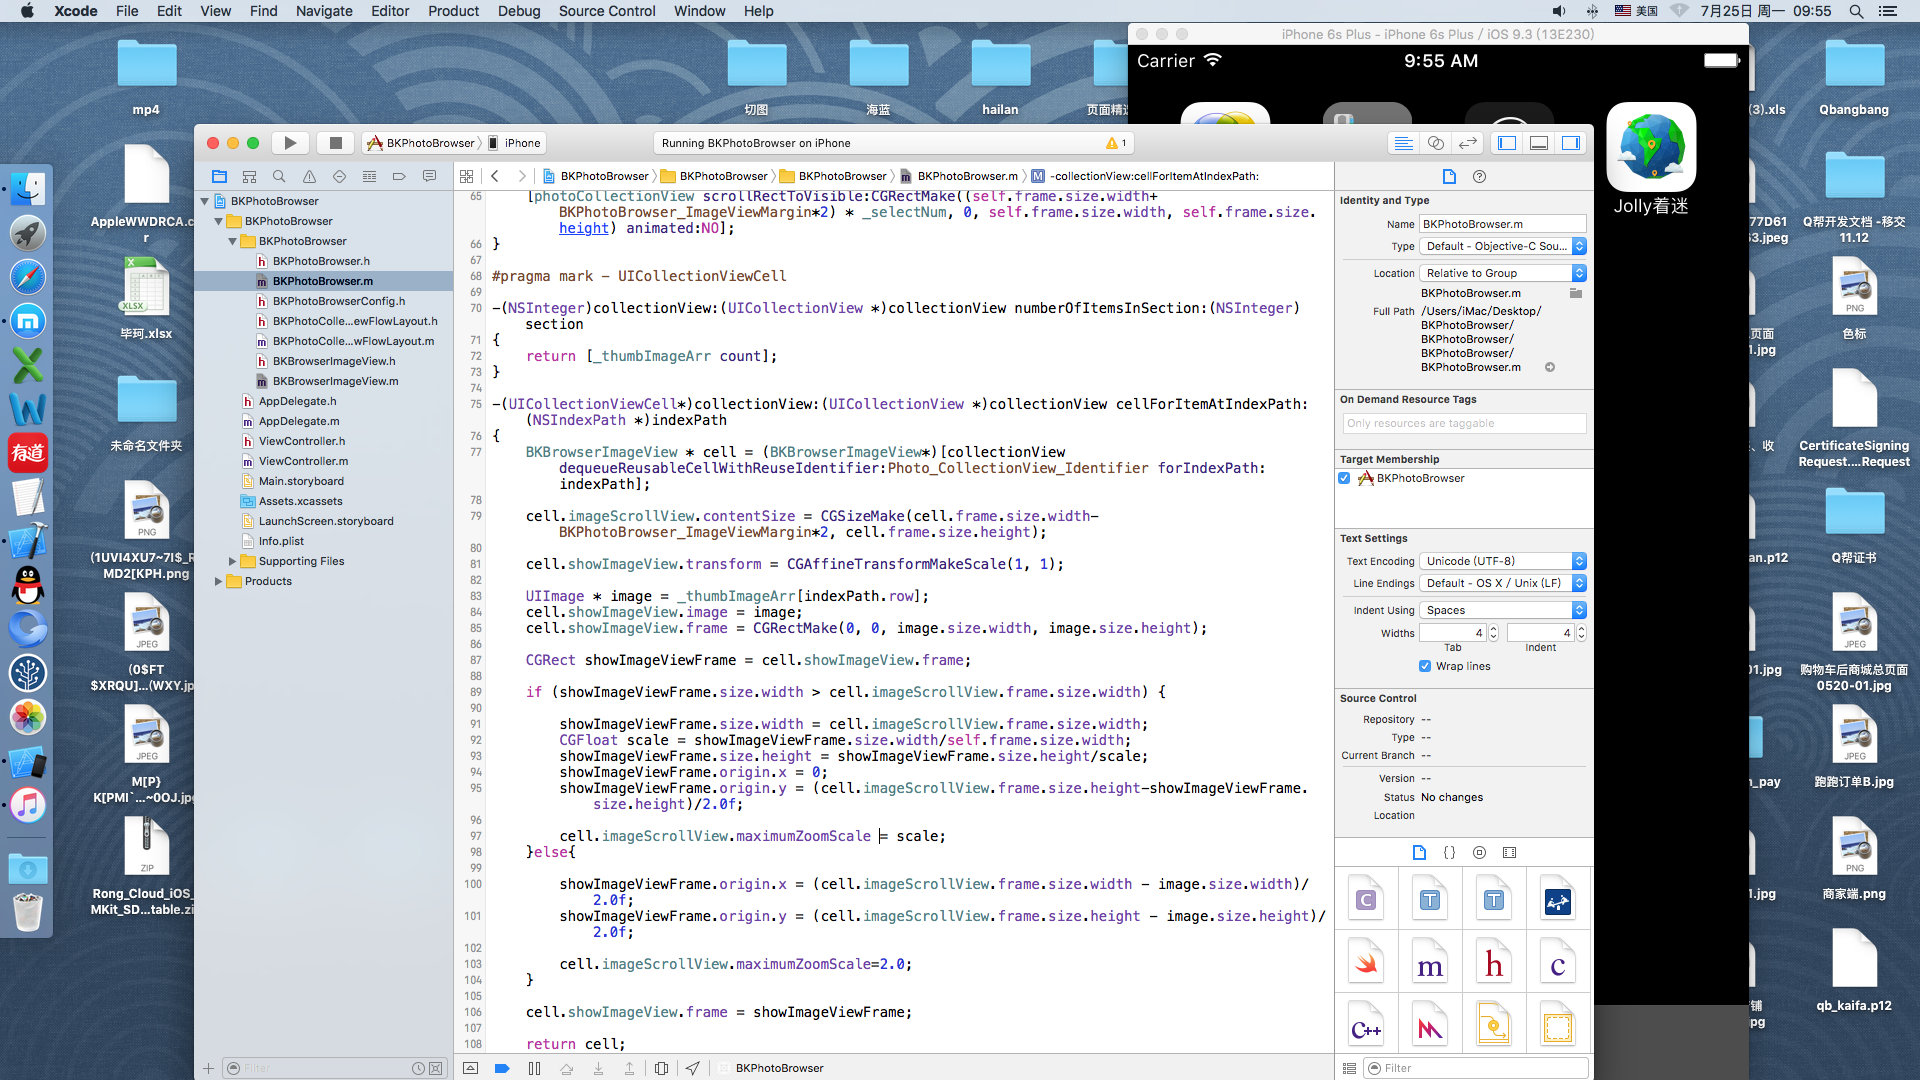 Xcode File Edit View Find Navigate Editor Product Debug Source Control Window Help
美国 7月25日 周一 09:55
iPhone 6s Plus - iPhone 6s Plus / iOS 9.3 (13E230)
Carrier 9:55 AM
Jolly着迷
mp4
切图
海蓝
hailan
页面精选
(3).xls
Qbangbang
AppleWWDRCA.c
r
XLSX
毕珂.xlsx
未命名文件夹
PNG
(1UVI4XU7~7I$_R
MD2[KPH.png
JPEG
(0$FT
$XRQU]...(WXY.jp
JPEG
M[P}
K[PMI`...~0OJ.jpg
ZIP
Rong_Cloud_iOS_
MKit_SD...table.zi
有道
BKPhotoBrowser iPhone
Running BKPhotoBrowser on iPhone
1
BKPhotoBrowser
BKPhotoBrowser
BKPhotoBrowser
BKPhotoBrowser.h
BKPhotoBrowser.m
BKPhotoBrowserConfig.h
BKPhotoColle...ewFlowLayout.h
BKPhotoColle...wFlowLayout.m
BKBrowserImageView.h
BKBrowserImageView.m
AppDelegate.h
AppDelegate.m
ViewController.h
ViewController.m
Main.storyboard
Assets.xcassets
LaunchScreen.storyboard
Info.plist
Supporting Files
Products
Filter
BKPhotoBrowser BKPhotoBrowser BKPhotoBrowser BKPhotoBrowser.m M -collectionView:cellForItemAtIndexPath:
65 [photoCollectionView scrollRectToVisible:CGRectMake((self.frame.size.width+
BKPhotoBrowser_ImageViewMargin*2) * _selectNum, 0, self.frame.size.width, self.frame.size.
height) animated:NO];
66 }
67
68 #pragma mark - UICollectionViewCell
69
70 -(NSInteger)collectionView:(UICollectionView *)collectionView numberOfItemsInSection:(NSInteger)
section
71 {
72 return [_thumbImageArr count];
73 }
74
75 -(UICollectionViewCell*)collectionView:(UICollectionView *)collectionView cellForItemAtIndexPath:
(NSIndexPath *)indexPath
76 {
77 BKBrowserImageView * cell = (BKBrowserImageView*)[collectionView
dequeueReusableCellWithReuseIdentifier:Photo_CollectionView_Identifier forIndexPath:
indexPath];
78
79 cell.imageScrollView.contentSize = CGSizeMake(cell.frame.size.width-
BKPhotoBrowser_ImageViewMargin*2, cell.frame.size.height);
80
81 cell.showImageView.transform = CGAffineTransformMakeScale(1, 1);
82
83 UIImage * image = _thumbImageArr[indexPath.row];
84 cell.showImageView.image = image;
85 cell.showImageView.frame = CGRectMake(0, 0, image.size.width, image.size.height);
86
87 CGRect showImageViewFrame = cell.showImageView.frame;
88
89 if (showImageViewFrame.size.width > cell.imageScrollView.frame.size.width) {
90
91 showImageViewFrame.size.width = cell.imageScrollView.frame.size.width;
92 CGFloat scale = showImageViewFrame.size.width/self.frame.size.width;
93 showImageViewFrame.size.height = showImageViewFrame.size.height/scale;
94 showImageViewFrame.origin.x = 0;
95 showImageViewFrame.origin.y = (cell.imageScrollView.frame.size.height-showImageViewFrame.
size.height)/2.0f;
96
97 cell.imageScrollView.maximumZoomScale = scale;
98 }else{
99
100 showImageViewFrame.origin.x = (cell.imageScrollView.frame.size.width - image.size.width)/
2.0f;
101 showImageViewFrame.origin.y = (cell.imageScrollView.frame.size.height - image.size.height)/
2.0f;
102
103 cell.imageScrollView.maximumZoomScale=2.0;
104 }
105
106 cell.showImageView.frame = showImageViewFrame;
107
108 return cell;
BKPhotoBrowser
Identity and Type
Name BKPhotoBrowser.m
Type Default - Objective-C Sou...
Location Relative to Group
BKPhotoBrowser.m
Full Path /Users/iMac/Desktop/
BKPhotoBrowser/
BKPhotoBrowser/
BKPhotoBrowser/
BKPhotoBrowser.m
On Demand Resource Tags
Only resources are taggable
Target Membership
BKPhotoBrowser
Text Settings
Text Encoding Unicode (UTF-8)
Line Endings Default - OS X / Unix (LF)
Indent Using Spaces
Widths 4 4
Tab Indent
Wrap lines
Source Control
Repository --
Type --
Current Branch --
Version --
Status No changes
Location
C T T
m h c
C++
Filter
77D61
63.jpeg
页面
1.jpg
、收
an.p12
01.jpg
n_pay
1.jpg
铺
pg
Q帮开发文档 -移交
11.12
PNG
色标
CertificateSigning
Request....Request
Q帮证书
JPEG
购物车后商城总页面
0520-01.jpg
JPEG
跑跑订单B.jpg
PNG
商家端.png
qb_kaifa.p12